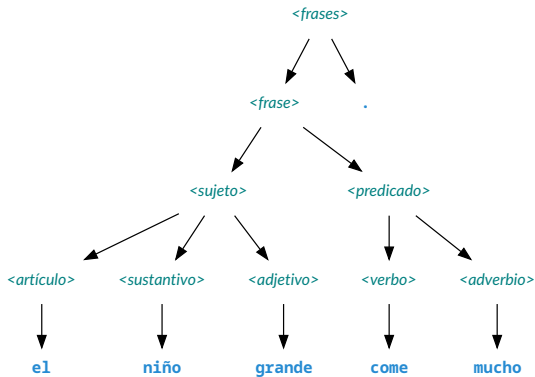 <frases>
<frase> .
<sujeto> <predicado>
<artículo> <sustantivo> <adjetivo> <verbo> <adverbio>
el niño grande come mucho